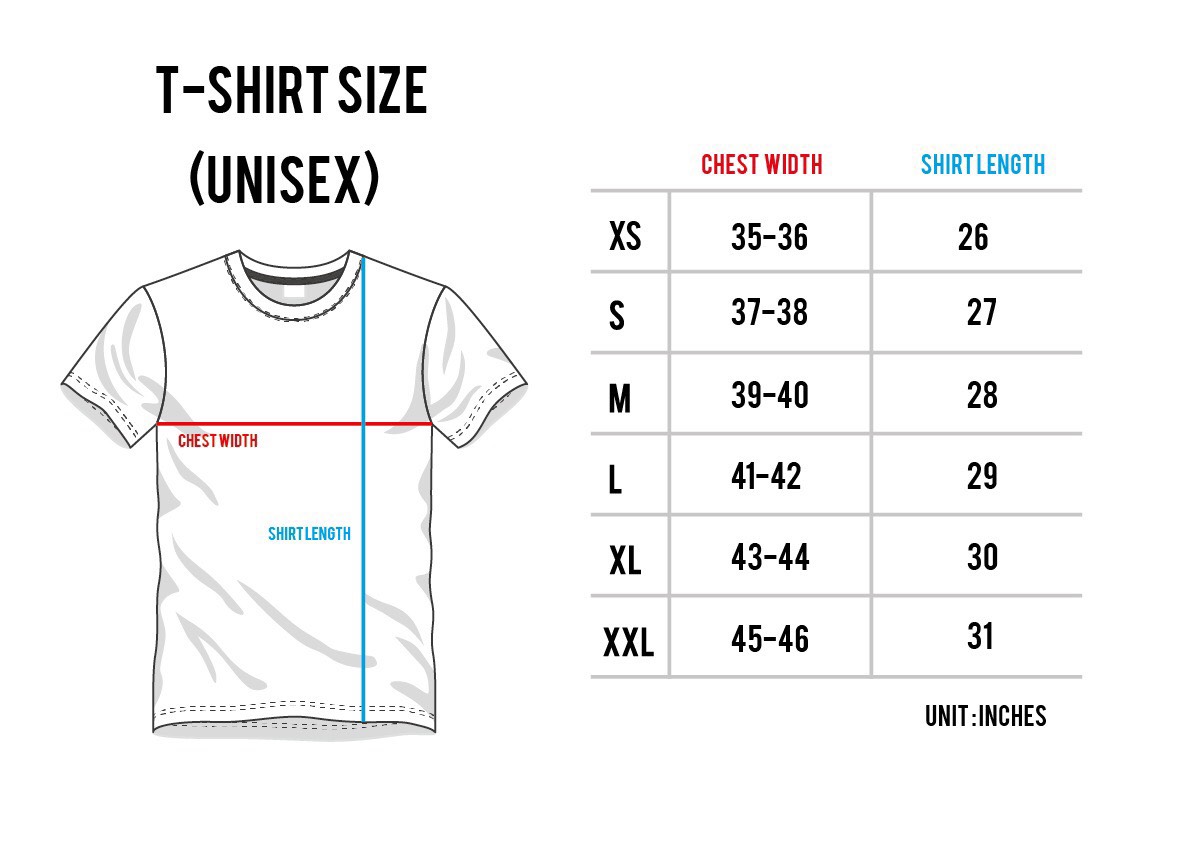 T-SHIRT SIZE
(UNISEX)
CHEST WIDTH
SHIRT LENGTH
CHEST WIDTH SHIRT LENGTH
XS 35-36 26
S 37-38 27
M 39-40 28
L 41-42 29
XL 43-44 30
XXL 45-46 31
UNIT : INCHES